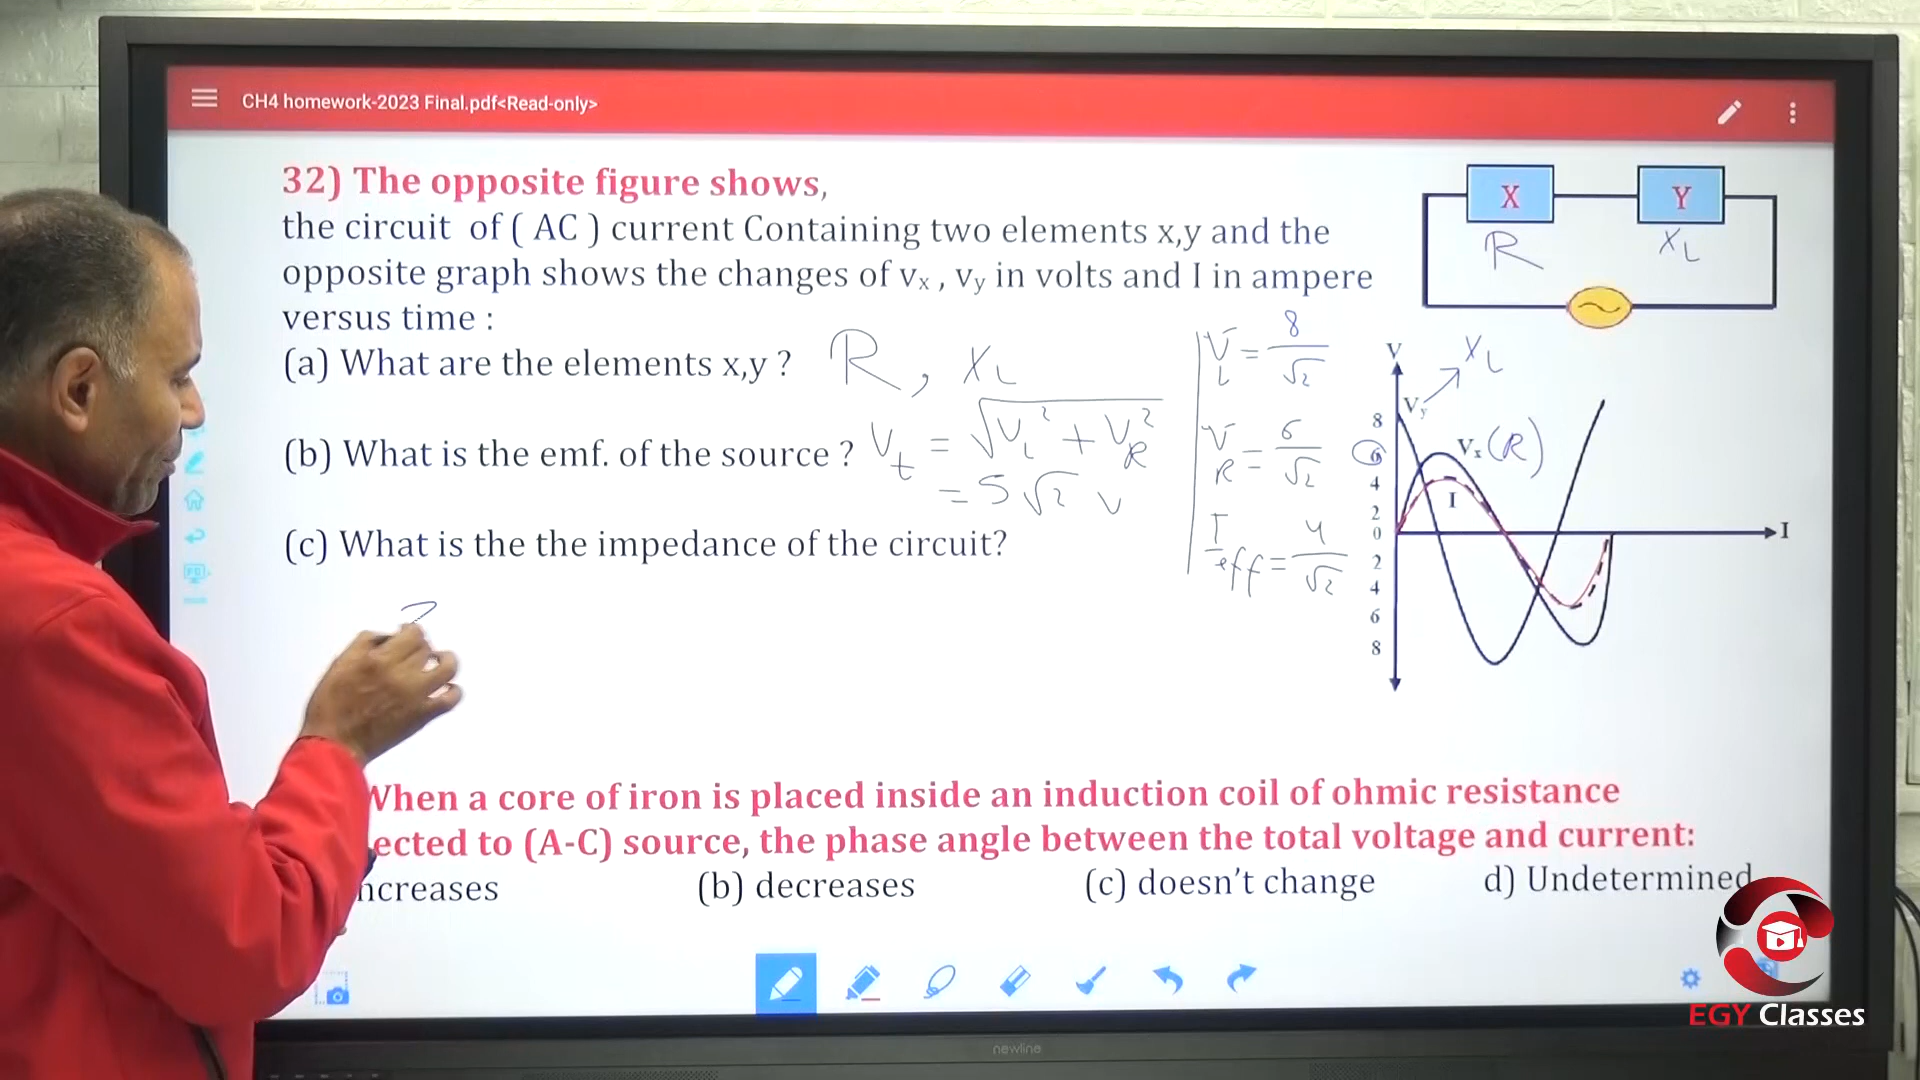 CH4 homework-2023 Final.pdf<Read-only>
32) The opposite figure shows,
the circuit of ( AC ) current Containing two elements x,y and the
opposite graph shows the changes of vx , vy in volts and I in ampere
versus time :
(a) What are the elements x,y ? R, XL
(b) What is the emf. of the source ? Vt = √VL² + VR²
= 5√2 V
(c) What is the the impedance of the circuit?
VL = 8/√2
VR = 6/√2
Ieff = 4/√2
X
Y
R
XL
V
XL
Vy
8
Vx (R)
6
4
I
2
0
I
2
4
6
8
When a core of iron is placed inside an induction coil of ohmic resistance
ected to (A-C) source, the phase angle between the total voltage and current:
ncreases (b) decreases (c) doesn't change d) Undetermined
EGY Classes
newline